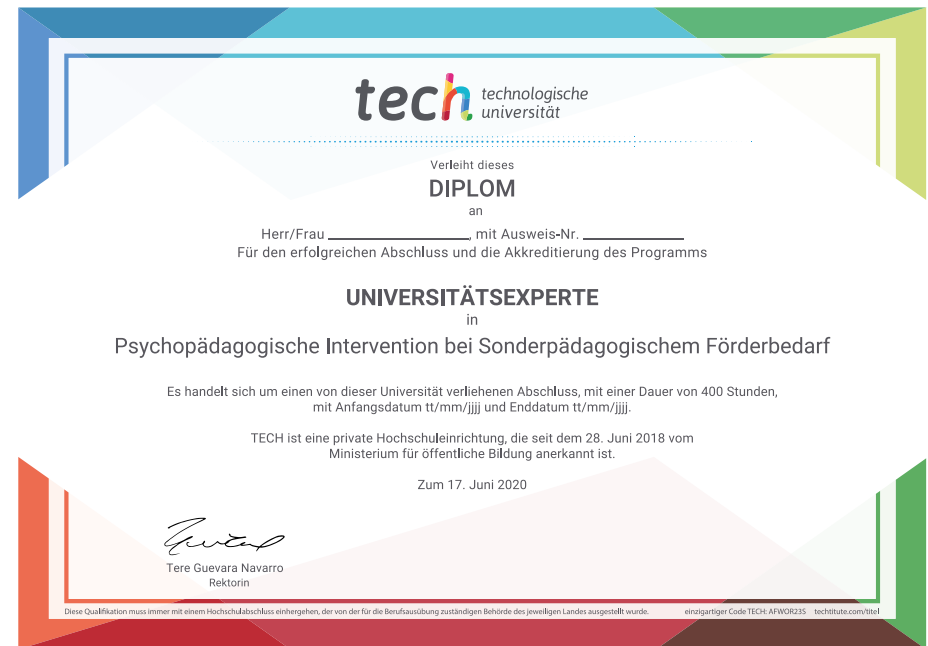 tech technologische
universität
Verleiht dieses
DIPLOM
an
Herr/Frau ____________, mit Ausweis-Nr. ____________
Für den erfolgreichen Abschluss und die Akkreditierung des Programms
UNIVERSITÄTSEXPERTE
in
Psychopädagogische Intervention bei Sonderpädagogischem Förderbedarf
Es handelt sich um einen von dieser Universität verliehenen Abschluss, mit einer Dauer von 400 Stunden,
mit Anfangsdatum tt/mm/jjjj und Enddatum tt/mm/jjjj.
TECH ist eine private Hochschuleinrichtung, die seit dem 28. Juni 2018 vom
Ministerium für öffentliche Bildung anerkannt ist.
Zum 17. Juni 2020
Tere Guevara Navarro
Rektorin
Diese Qualifikation muss immer mit einem Hochschulabschluss einhergehen, der von der für die Berufsausübung zuständigen Behörde des jeweiligen Landes ausgestellt wurde. einzigartiger Code TECH: AFWOR23S techtitute.com/titel